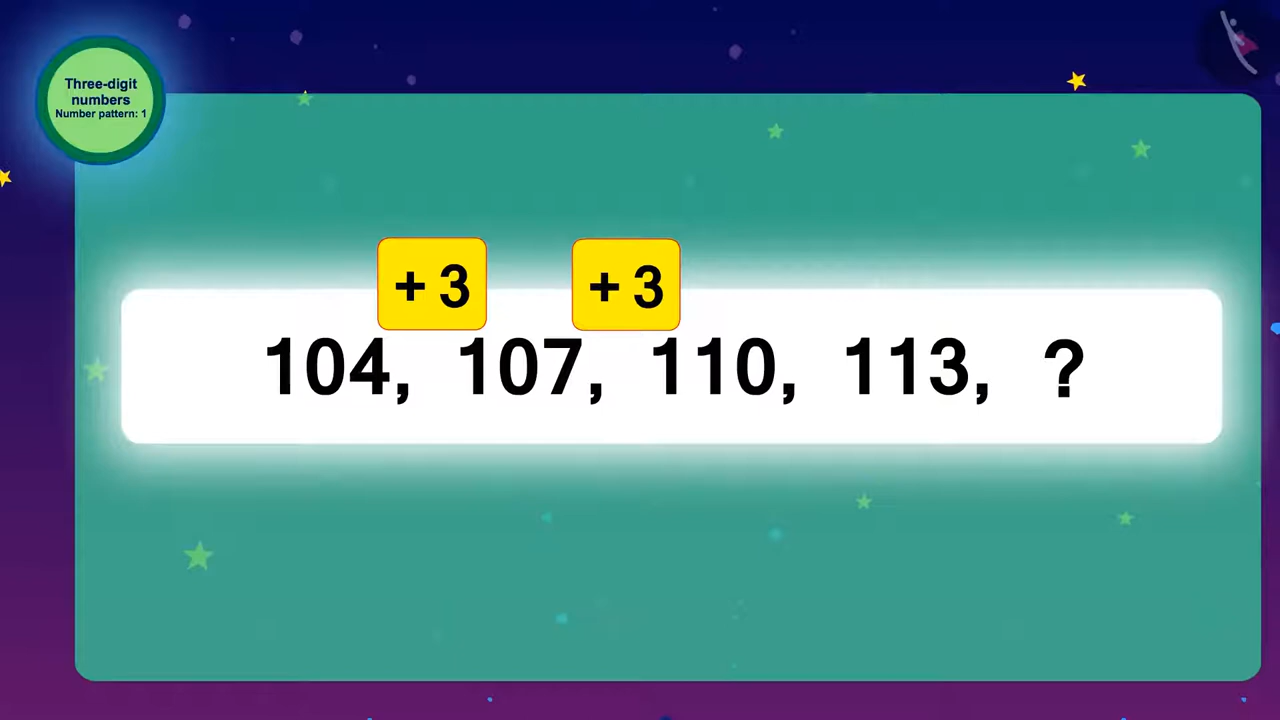 Three-digit
numbers
Number pattern: 1
+ 3 + 3
104, 107, 110, 113, ?